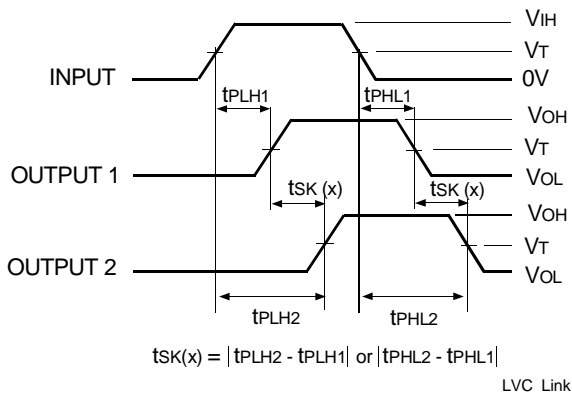 VIH
VT
INPUT
0V
tPLH1
tPHL1
VOH
VT
OUTPUT 1
tSK (x)
tSK (x)
VOL
VOH
VT
OUTPUT 2
VOL
tPLH2
tPHL2
tSK(x) = |tPLH2 - tPLH1| or |tPHL2 - tPHL1|
LVC Link